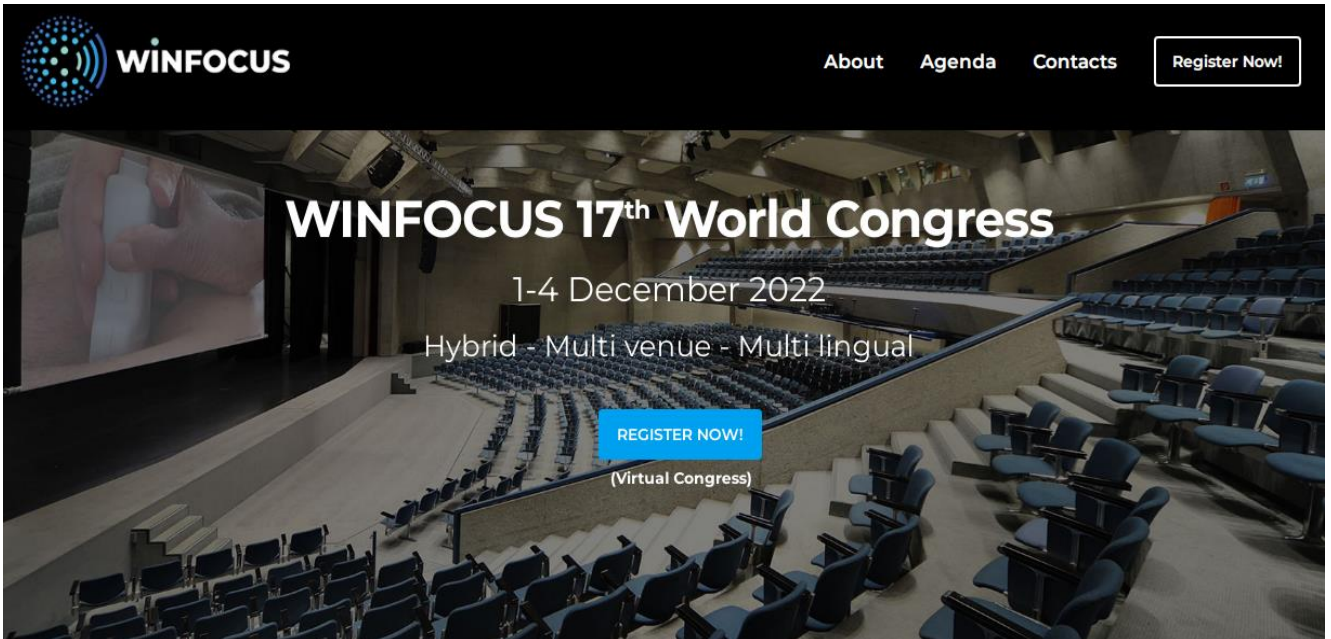 WINFOCUS
About
Agenda
Contacts
Register Now!
WINFOCUS 17th World Congress
1-4 December 2022
Hybrid - Multi venue - Multi lingual
REGISTER NOW!
(Virtual Congress)